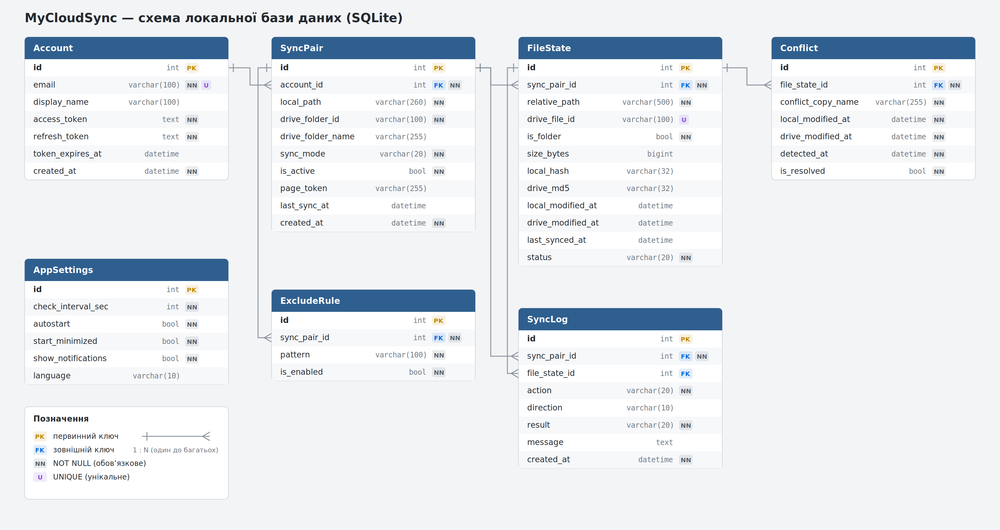 MyCloudSync — схема локальної бази даних (SQLite)
Account
id int PK
email varchar(100) NN U
display_name varchar(100)
access_token text NN
refresh_token text NN
token_expires_at datetime
created_at datetime NN
SyncPair
id int PK
account_id int FK NN
local_path varchar(260) NN
drive_folder_id varchar(100) NN
drive_folder_name varchar(255)
sync_mode varchar(20) NN
is_active bool NN
page_token varchar(255)
last_sync_at datetime
created_at datetime NN
FileState
id int PK
sync_pair_id int FK NN
relative_path varchar(500) NN
drive_file_id varchar(100) U
is_folder bool NN
size_bytes bigint
local_hash varchar(32)
drive_md5 varchar(32)
local_modified_at datetime
drive_modified_at datetime
last_synced_at datetime
status varchar(20) NN
Conflict
id int PK
file_state_id int FK NN
conflict_copy_name varchar(255) NN
local_modified_at datetime NN
drive_modified_at datetime NN
detected_at datetime NN
is_resolved bool NN
AppSettings
id int PK
check_interval_sec int NN
autostart bool NN
start_minimized bool NN
show_notifications bool NN
language varchar(10)
ExcludeRule
id int PK
sync_pair_id int FK NN
pattern varchar(100) NN
is_enabled bool NN
SyncLog
id int PK
sync_pair_id int FK NN
file_state_id int FK
action varchar(20) NN
direction varchar(10)
result varchar(20) NN
message text
created_at datetime NN
Позначення
PK первинний ключ
FK зовнішній ключ 1 : N (один до багатьох)
NN NOT NULL (обов’язкове)
U UNIQUE (унікальне)